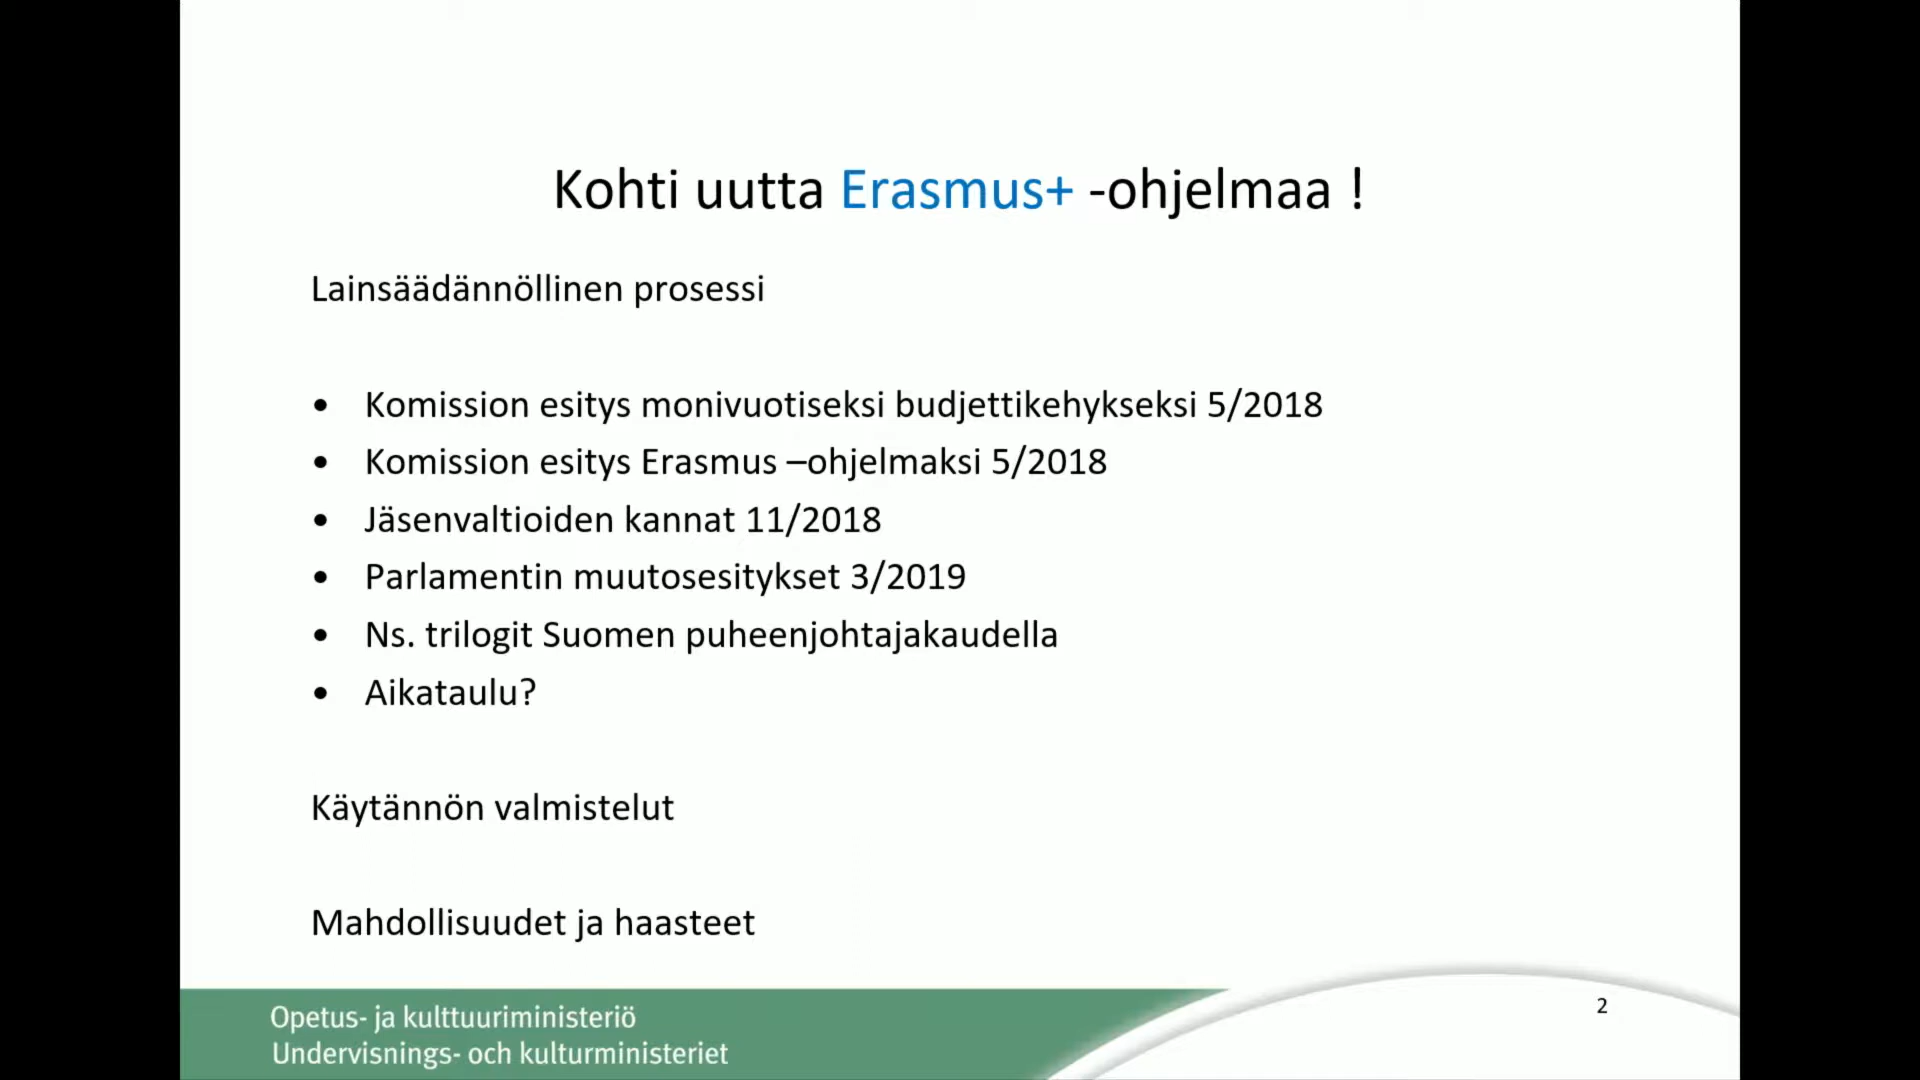 Kohti uutta Erasmus+ -ohjelmaa !
Lainsäädännöllinen prosessi
• Komission esitys monivuotiseksi budjettikehykseksi 5/2018
• Komission esitys Erasmus –ohjelmaksi 5/2018
• Jäsenvaltioiden kannat 11/2018
• Parlamentin muutosesitykset 3/2019
• Ns. trilogit Suomen puheenjohtajakaudella
• Aikataulu?
Käytännön valmistelut
Mahdollisuudet ja haasteet
Opetus- ja kulttuuriministeriö
Undervisnings- och kulturministeriet
2